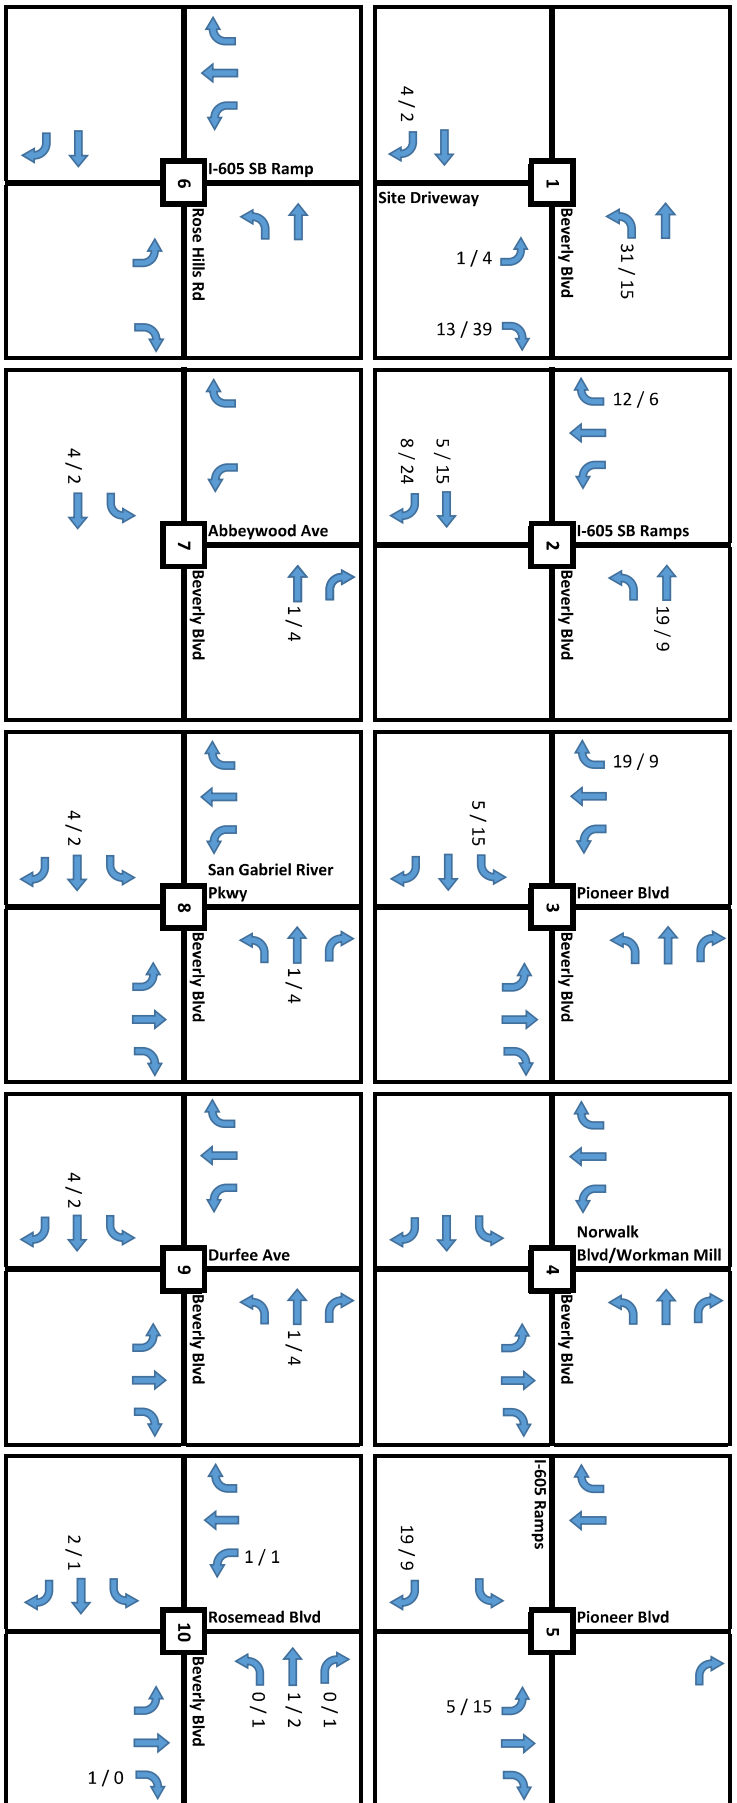 6
I-605 SB Ramp
Rose Hills Rd
4 / 2
1
Site Driveway
Beverly Blvd
31 / 15
1 / 4
13 / 39
4 / 2
7
Abbeywood Ave
Beverly Blvd
1 / 4
12 / 6
5 / 15
8 / 24
2
I-605 SB Ramps
Beverly Blvd
19 / 9
4 / 2
San Gabriel River
Pkwy
8
Beverly Blvd
1 / 4
19 / 9
5 / 15
3
Pioneer Blvd
Beverly Blvd
4 / 2
9
Durfee Ave
Beverly Blvd
1 / 4
Norwalk
Blvd/Workman Mill
4
Beverly Blvd
2 / 1
1 / 1
10
Rosemead Blvd
Beverly Blvd
0 / 1
1 / 2
0 / 1
1 / 0
I-605 Ramps
19 / 9
5
Pioneer Blvd
5 / 15